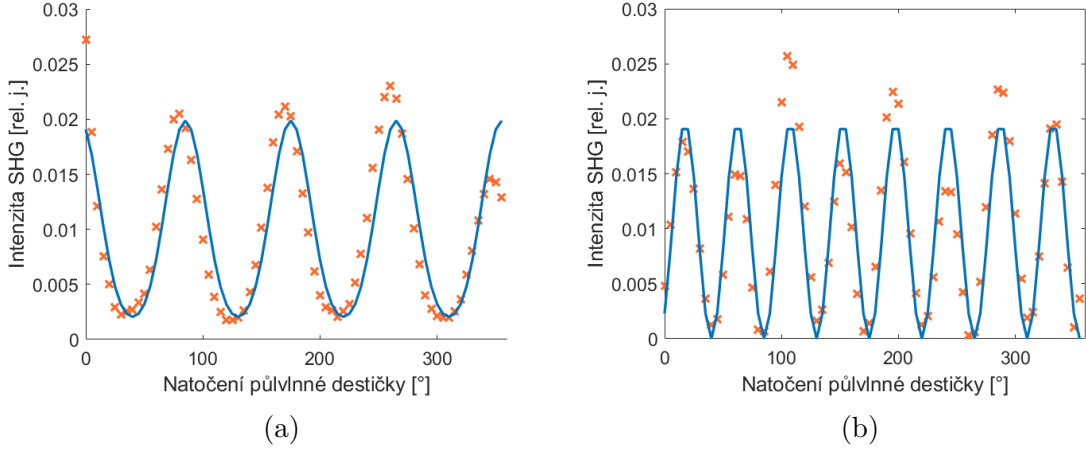 0.03
0.025
0.02
0.015
0.01
0.005
0
Intenzita SHG [rel. j.]
0 100 200 300
Natočení půlvlnné destičky [°]
(a)
0.03
0.025
0.02
0.015
0.01
0.005
0
Intenzita SHG [rel. j.]
0 100 200 300
Natočení půlvlnné destičky [°]
(b)